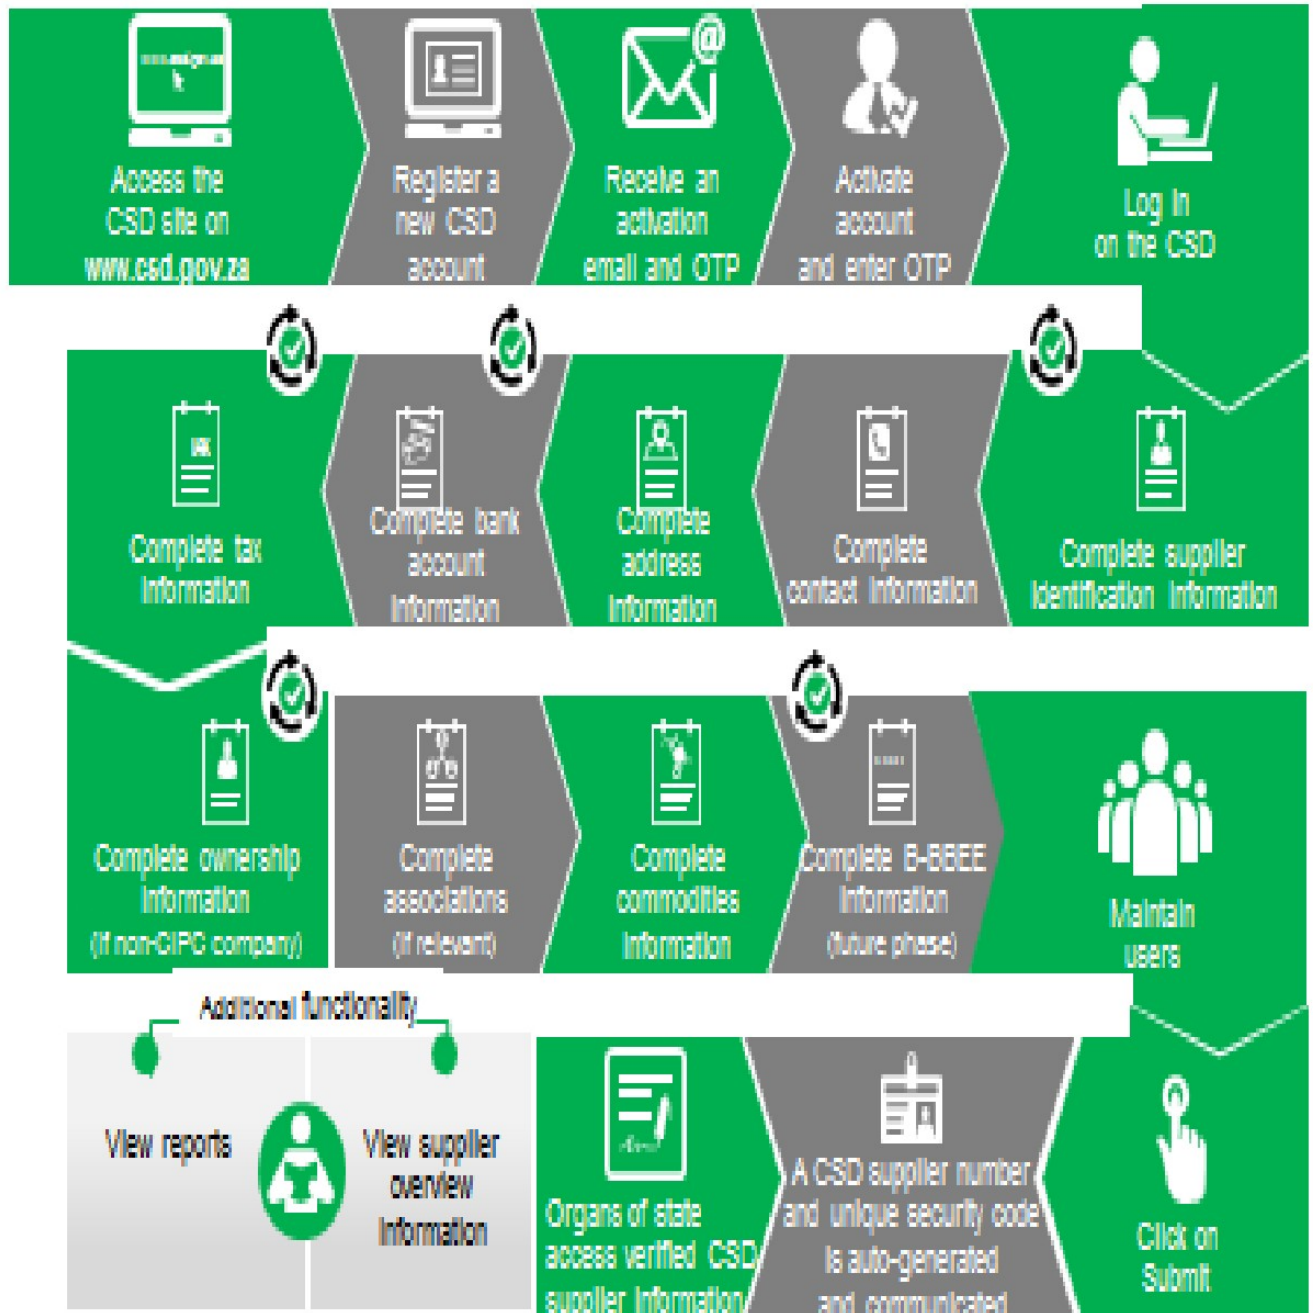 Access the
CSD site on
www.csd.gov.za
Register a
new CSD
account
@
Receive an
activation
email and OTP
Activate
account
and enter OTP
Log in
on the CSD
Complete tax
information
Complete bank
account
information
Complete
address
information
Complete
contact information
Complete supplier
identification information
Complete ownership
information
(if non-CIPC company)
Complete
associations
(if relevant)
Complete
commodities
information
Complete B-BBEE
information
(future phase)
Maintain
users
Additional functionality
View reports
View supplier
overview
information
Organs of state
access verified CSD
supplier information
A CSD supplier number
and unique security code
is auto-generated
and communicated
Click on
Submit